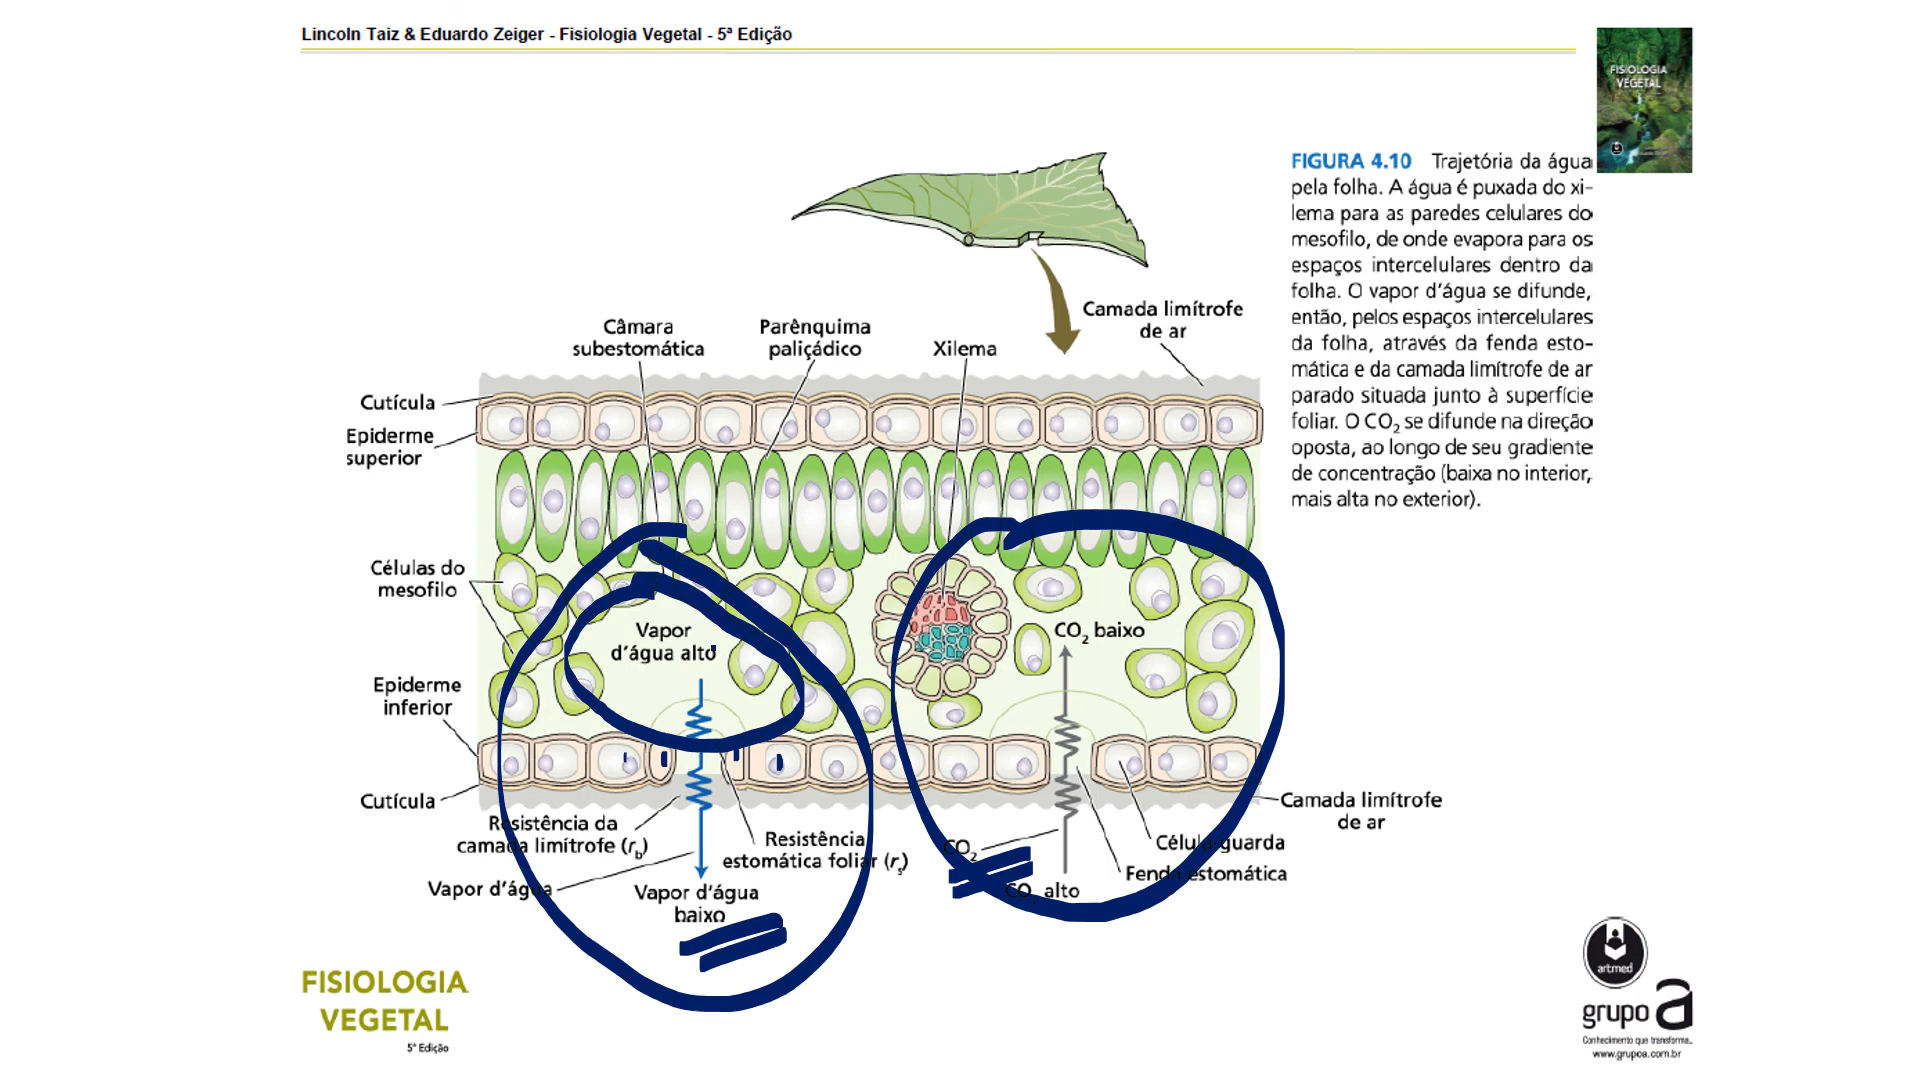 Lincoln Taiz & Eduardo Zeiger - Fisiologia Vegetal - 5ª Edição
FISIOLOGIA
VEGETAL
FIGURA 4.10 Trajetória da água
pela folha. A água é puxada do xi-
lema para as paredes celulares do
mesofilo, de onde evapora para os
espaços intercelulares dentro da
folha. O vapor d'água se difunde,
então, pelos espaços intercelulares
da folha, através da fenda esto-
mática e da camada limítrofe de ar
parado situada junto à superfície
foliar. O CO₂ se difunde na direção
oposta, ao longo de seu gradiente
de concentração (baixa no interior,
mais alta no exterior).
Câmara
subestomática
Parênquima
paliçádico
Xilema
Camada limítrofe
de ar
Cutícula
Epiderme
superior
Células do
mesofilo
Vapor
d'água alto
CO₂ baixo
Epiderme
inferior
Cutícula
Resistência da
camada limítrofe (r_b)
Resistência
estomática foliar (r_s)
Vapor d'água
Vapor d'água
baixo
CO₂
CO₂ alto
Camada limítrofe
de ar
Célula-guarda
Fenda estomática
FISIOLOGIA
VEGETAL
5ª Edição
artmed
grupo a
Conhecimento que transforma.
www.grupoa.com.br